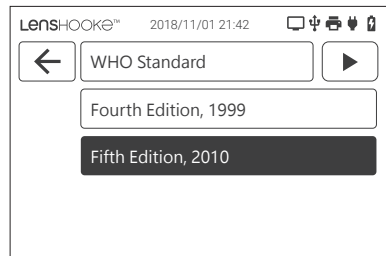 LENSHOOKE™ 2018/11/01 21:42
WHO Standard
Fourth Edition, 1999
Fifth Edition, 2010